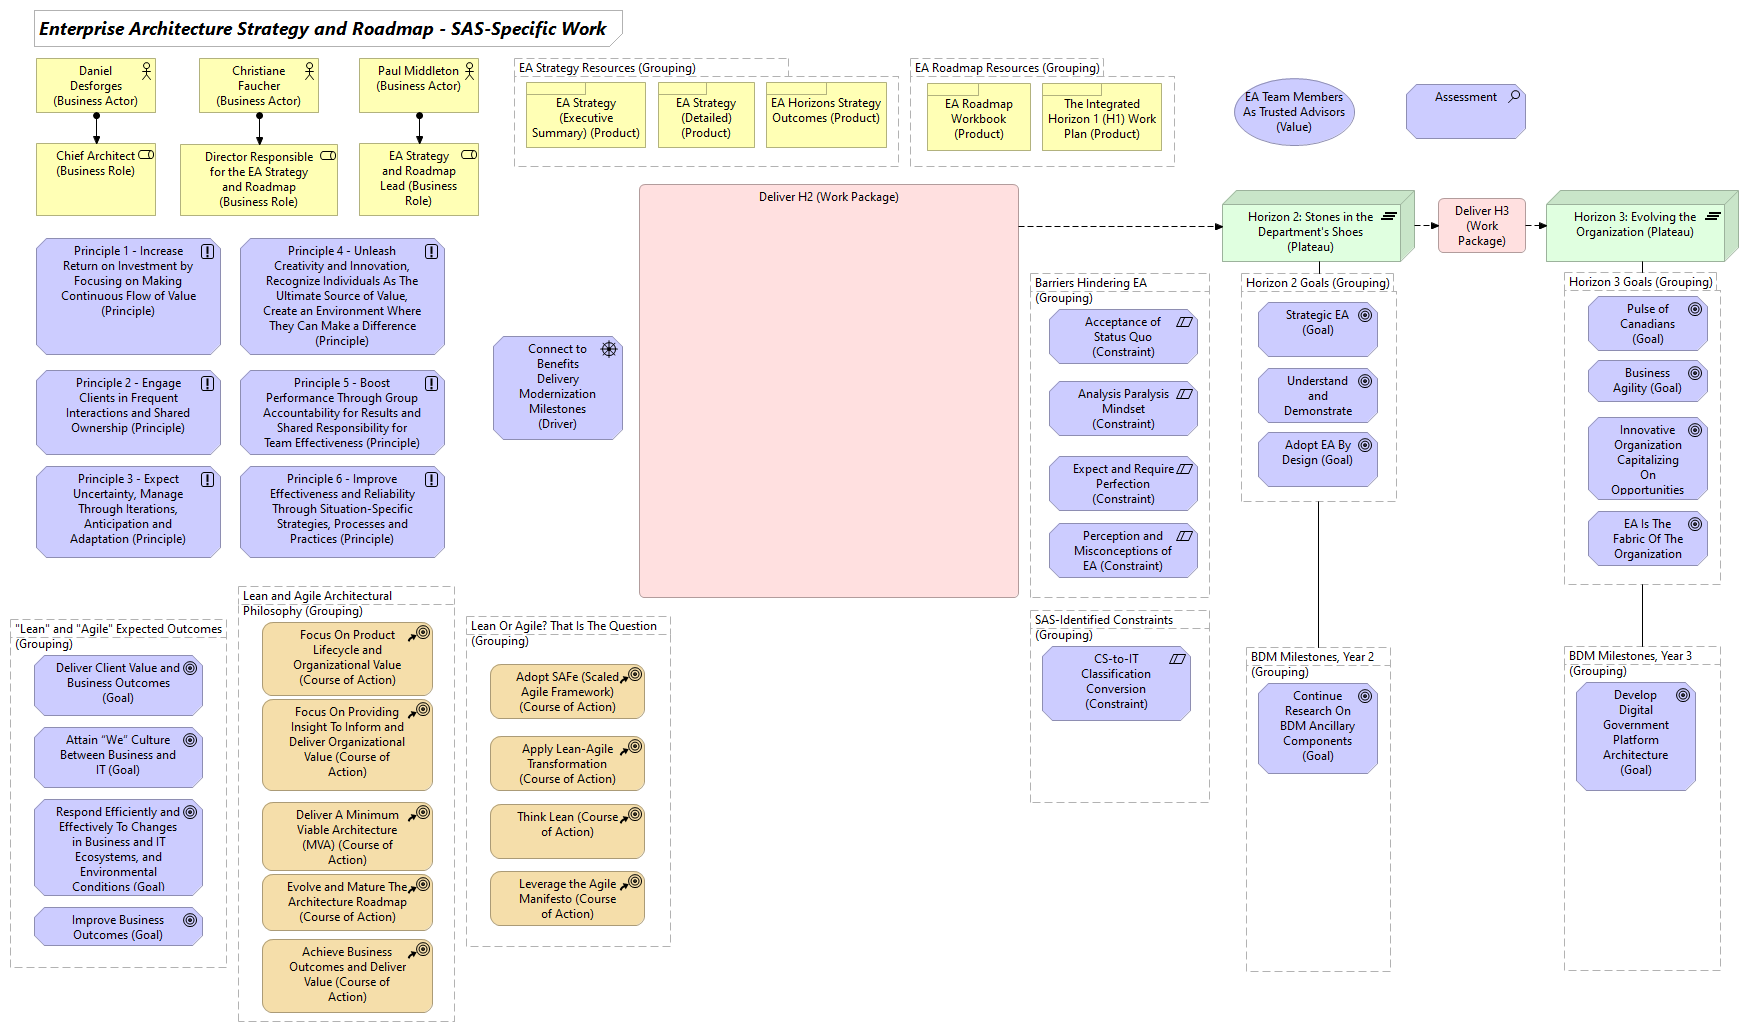 Enterprise Architecture Strategy and Roadmap - SAS-Specific Work
Daniel
Desforges
(Business Actor)
Christiane
Faucher
(Business Actor)
Paul Middleton
(Business Actor)
Chief Architect
(Business Role)
Director Responsible
for the EA Strategy
and Roadmap
(Business Role)
EA Strategy
and Roadmap
Lead (Business
Role)
EA Strategy Resources (Grouping)
EA Strategy
(Executive
Summary) (Product)
EA Strategy
(Detailed)
(Product)
EA Horizons Strategy
Outcomes (Product)
EA Roadmap Resources (Grouping)
EA Roadmap
Workbook
(Product)
The Integrated
Horizon 1 (H1) Work
Plan (Product)
EA Team Members
As Trusted Advisors
(Value)
Assessment
Deliver H2 (Work Package)
Horizon 2: Stones in the
Department's Shoes
(Plateau)
Deliver H3
(Work
Package)
Horizon 3: Evolving the
Organization (Plateau)
Principle 1 - Increase
Return on Investment by
Focusing on Making
Continuous Flow of Value
(Principle)
Principle 4 - Unleash
Creativity and Innovation,
Recognize Individuals As The
Ultimate Source of Value,
Create an Environment Where
They Can Make a Difference
(Principle)
Principle 2 - Engage
Clients in Frequent
Interactions and Shared
Ownership (Principle)
Principle 5 - Boost
Performance Through Group
Accountability for Results and
Shared Responsibility for
Team Effectiveness (Principle)
Principle 3 - Expect
Uncertainty, Manage
Through Iterations,
Anticipation and
Adaptation (Principle)
Principle 6 - Improve
Effectiveness and Reliability
Through Situation-Specific
Strategies, Processes and
Practices (Principle)
Connect to
Benefits
Delivery
Modernization
Milestones
(Driver)
Barriers Hindering EA
(Grouping)
Acceptance of
Status Quo
(Constraint)
Analysis Paralysis
Mindset
(Constraint)
Expect and Require
Perfection
(Constraint)
Perception and
Misconceptions of
EA (Constraint)
Horizon 2 Goals (Grouping)
Strategic EA
(Goal)
Understand
and
Demonstrate
Adopt EA By
Design (Goal)
Horizon 3 Goals (Grouping)
Pulse of
Canadians
(Goal)
Business
Agility (Goal)
Innovative
Organization
Capitalizing
On
Opportunities
EA Is The
Fabric Of The
Organization
"Lean" and "Agile" Expected Outcomes
(Grouping)
Deliver Client Value and
Business Outcomes
(Goal)
Attain “We” Culture
Between Business and
IT (Goal)
Respond Efficiently and
Effectively To Changes
in Business and IT
Ecosystems, and
Environmental
Conditions (Goal)
Improve Business
Outcomes (Goal)
Lean and Agile Architectural
Philosophy (Grouping)
Focus On Product
Lifecycle and
Organizational Value
(Course of Action)
Focus On Providing
Insight To Inform and
Deliver Organizational
Value (Course of
Action)
Deliver A Minimum
Viable Architecture
(MVA) (Course of
Action)
Evolve and Mature The
Architecture Roadmap
(Course of Action)
Achieve Business
Outcomes and Deliver
Value (Course of
Action)
Lean Or Agile? That Is The Question
(Grouping)
Adopt SAFe (Scaled
Agile Framework)
(Course of Action)
Apply Lean-Agile
Transformation
(Course of Action)
Think Lean (Course
of Action)
Leverage the Agile
Manifesto (Course
of Action)
SAS-Identified Constraints
(Grouping)
CS-to-IT
Classification
Conversion
(Constraint)
BDM Milestones, Year 2
(Grouping)
Continue
Research On
BDM Ancillary
Components
(Goal)
BDM Milestones, Year 3
(Grouping)
Develop
Digital
Government
Platform
Architecture
(Goal)